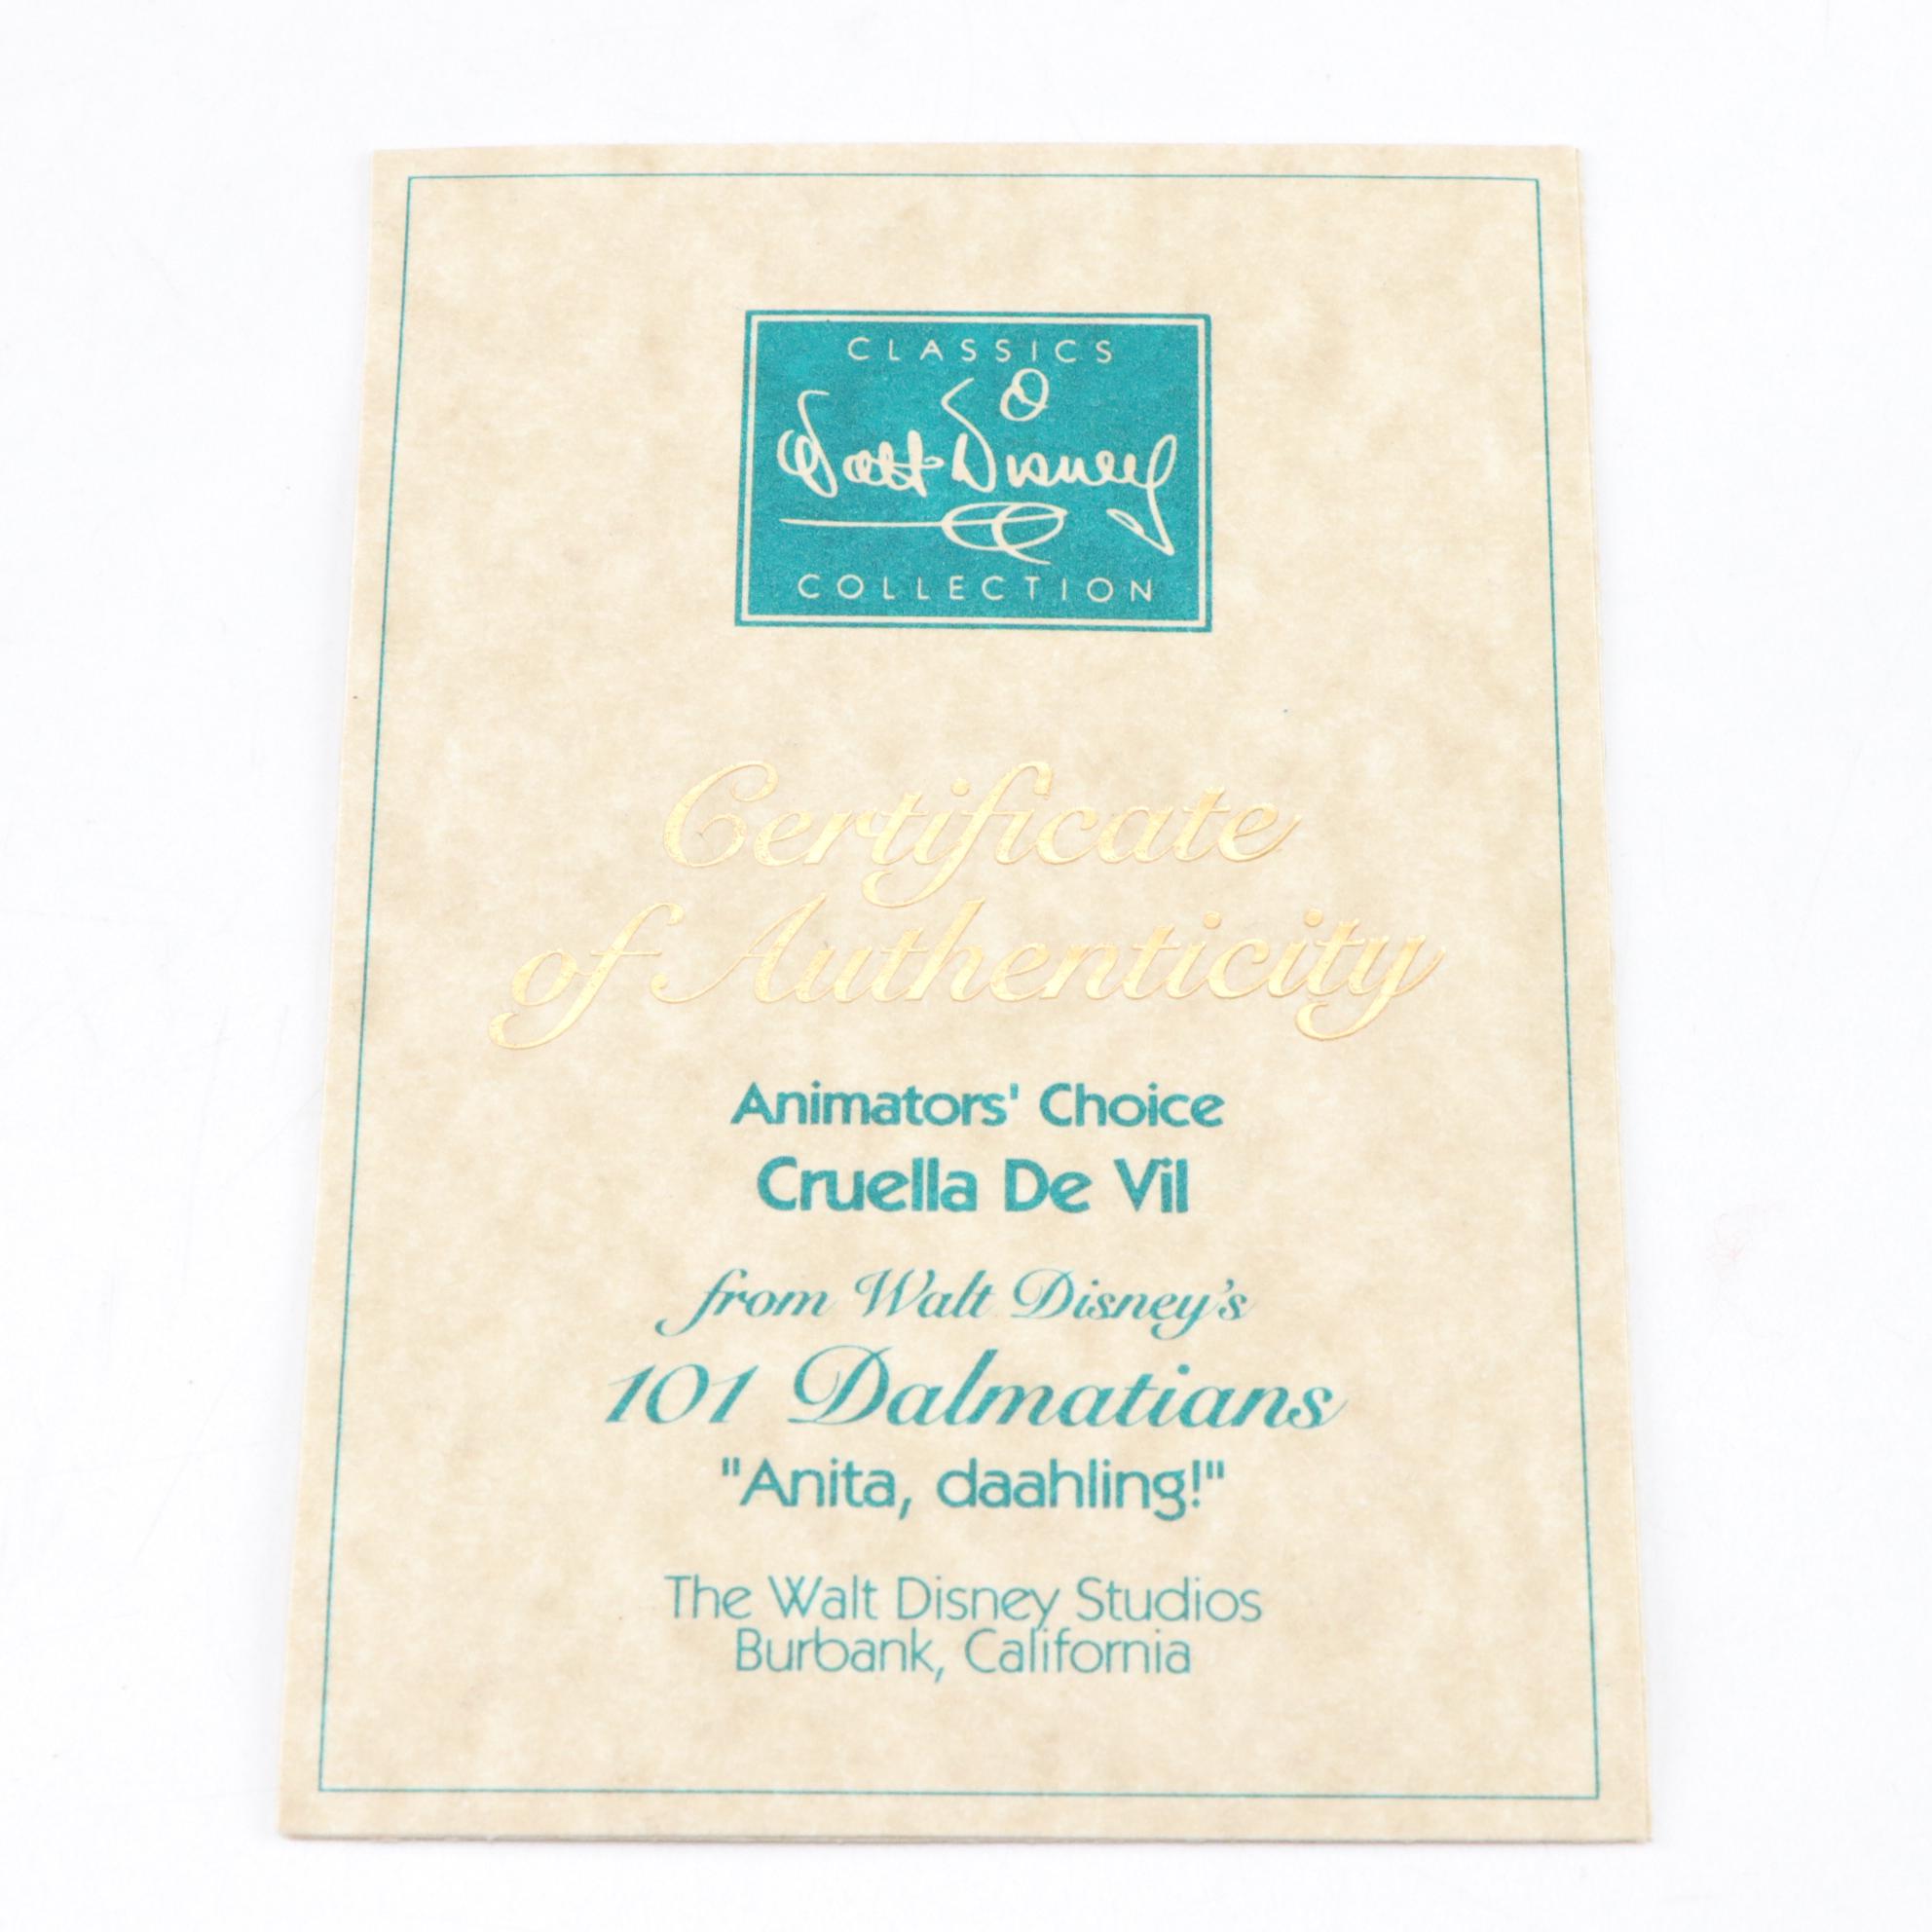 CLASSICS
Walt Disney
COLLECTION
Certificate
of Authenticity
Animators' Choice
Cruella De Vil
from Walt Disney's
101 Dalmatians
"Anita, daahling!"
The Walt Disney Studios
Burbank, California